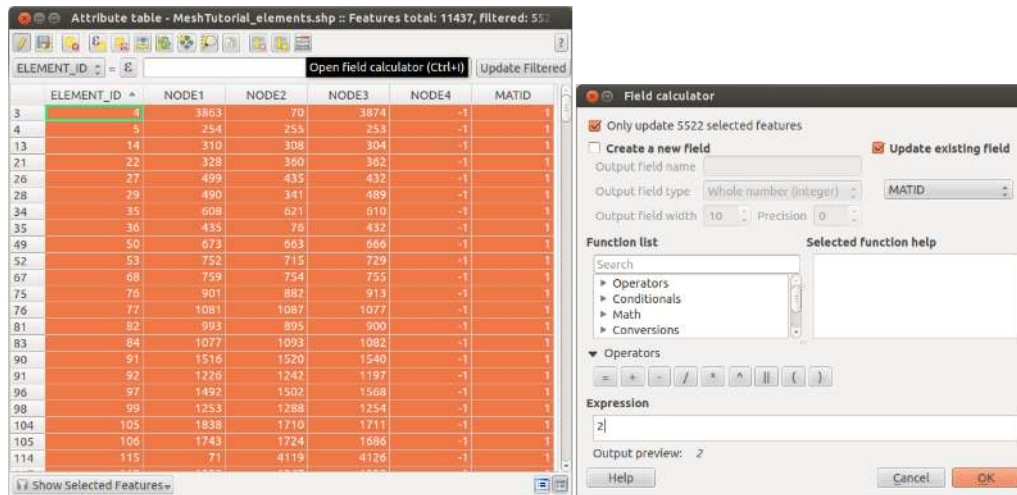 Attribute table - MeshTutorial_elements.shp :: Features total: 11437, filtered: 552
?
ELEMENT_ID = ε Open field calculator (Ctrl+I) Update Filtered
ELEMENT_ID NODE1 NODE2 NODE3 NODE4 MATID
3 4 3863 70 3874 -1 1
4 5 254 255 253 -1 1
13 14 310 308 304 -1 1
21 22 328 360 362 -1 1
26 27 499 435 432 -1 1
28 29 490 341 489 -1 1
34 35 608 621 610 -1 1
35 36 435 76 432 -1 1
49 50 673 663 666 -1 1
52 53 752 715 729 -1 1
67 68 759 754 755 -1 1
75 76 901 882 913 -1 1
76 77 1081 1087 1077 -1 1
81 82 993 895 900 -1 1
83 84 1077 1093 1082 -1 1
90 91 1516 1520 1540 -1 1
91 92 1226 1242 1197 -1 1
96 97 1492 1502 1568 -1 1
98 99 1253 1288 1254 -1 1
104 105 1838 1710 1711 -1 1
105 106 1743 1724 1686 -1 1
114 115 71 4119 4126 -1 1
Show Selected Features
Field calculator
Only update 5522 selected features
Create a new field
Update existing field
Output field name
Output field type Whole number (integer)
MATID
Output field width 10 Precision 0
Function list
Selected function help
Search
Operators
Conditionals
Math
Conversions
Operators
= + - / * ^ || ( )
Expression
2
Output preview: 2
Help Cancel OK